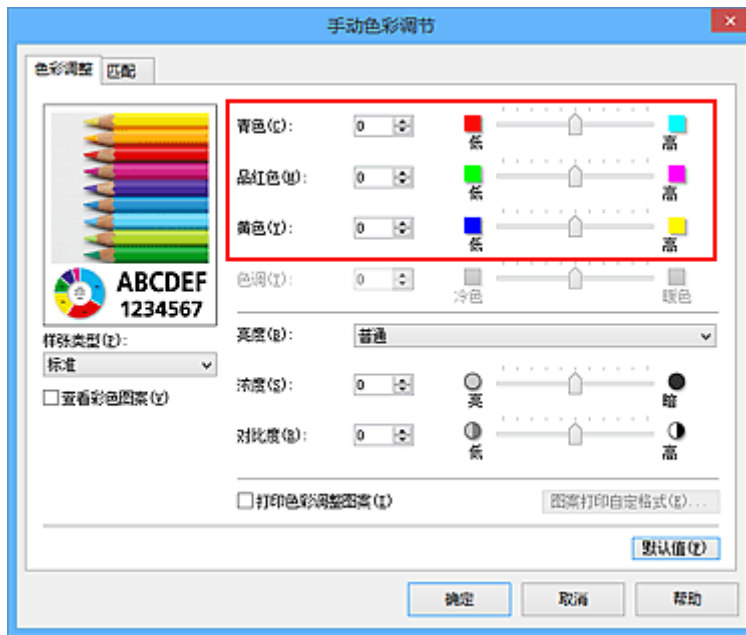 手动色彩调节
色彩调整 匹配
青色(C): 0 低 高
品红色(M): 0 低 高
黄色(Y): 0 低 高
色调(T): 0 冷色 暖色
ABCDEF
1234567
样张类型(P):
标准
查看彩色图案(V)
亮度(B): 普通
浓度(S): 0 亮 暗
对比度(R): 0 低 高
打印色彩调整图案(I) 图案打印自定格式(E)...
默认值(F)
确定 取消 帮助